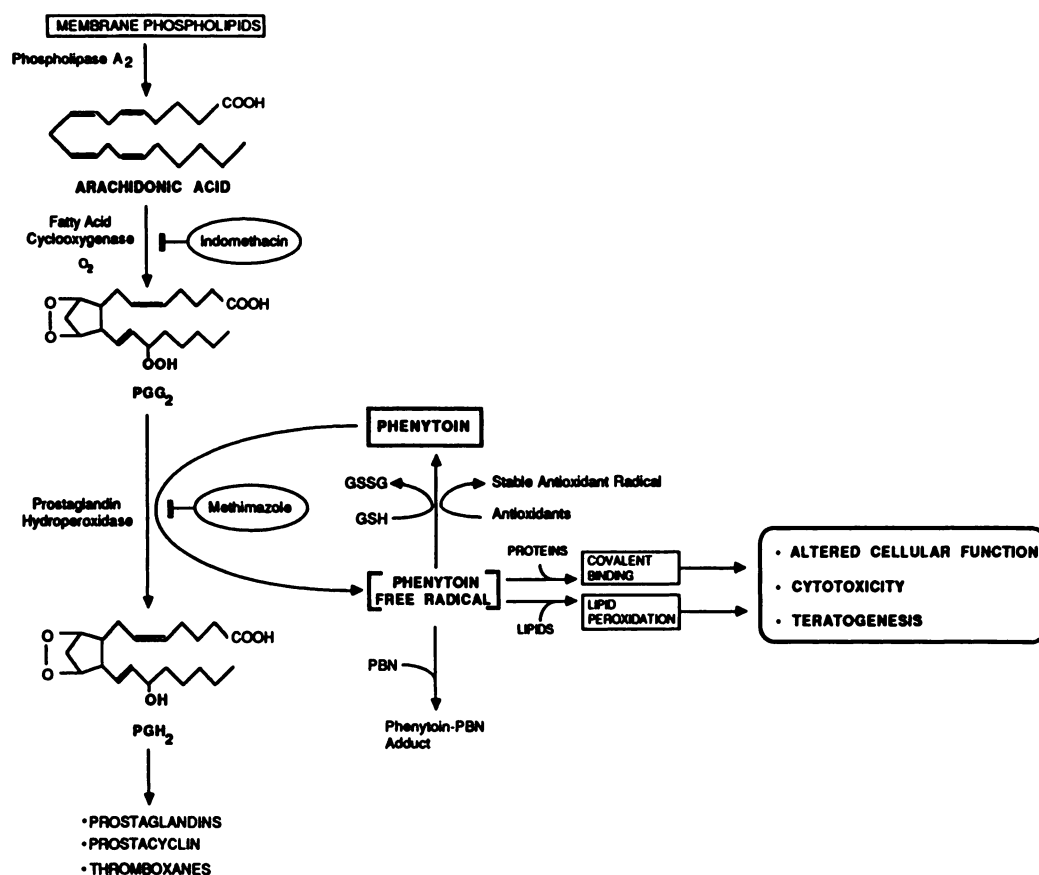 MEMBRANE PHOSPHOLIPIDS
Phospholipase A2
COOH
ARACHIDONIC ACID
Fatty Acid
Cyclooxygenase
O2
Indomethacin
O
O
COOH
OOH
PGG2
PHENYTOIN
GSSG
GSH
Stable Antioxidant Radical
Antioxidants
Prostaglandin
Hydroperoxidase
Methimazole
PHENYTOIN
FREE RADICAL
PROTEINS
COVALENT
BINDING
LIPIDS
LIPID
PEROXIDATION
• ALTERED CELLULAR FUNCTION
• CYTOTOXICITY
• TERATOGENESIS
O
O
COOH
OH
PGH2
PBN
Phenytoin-PBN
Adduct
• PROSTAGLANDINS
• PROSTACYCLIN
• THROMBOXANES